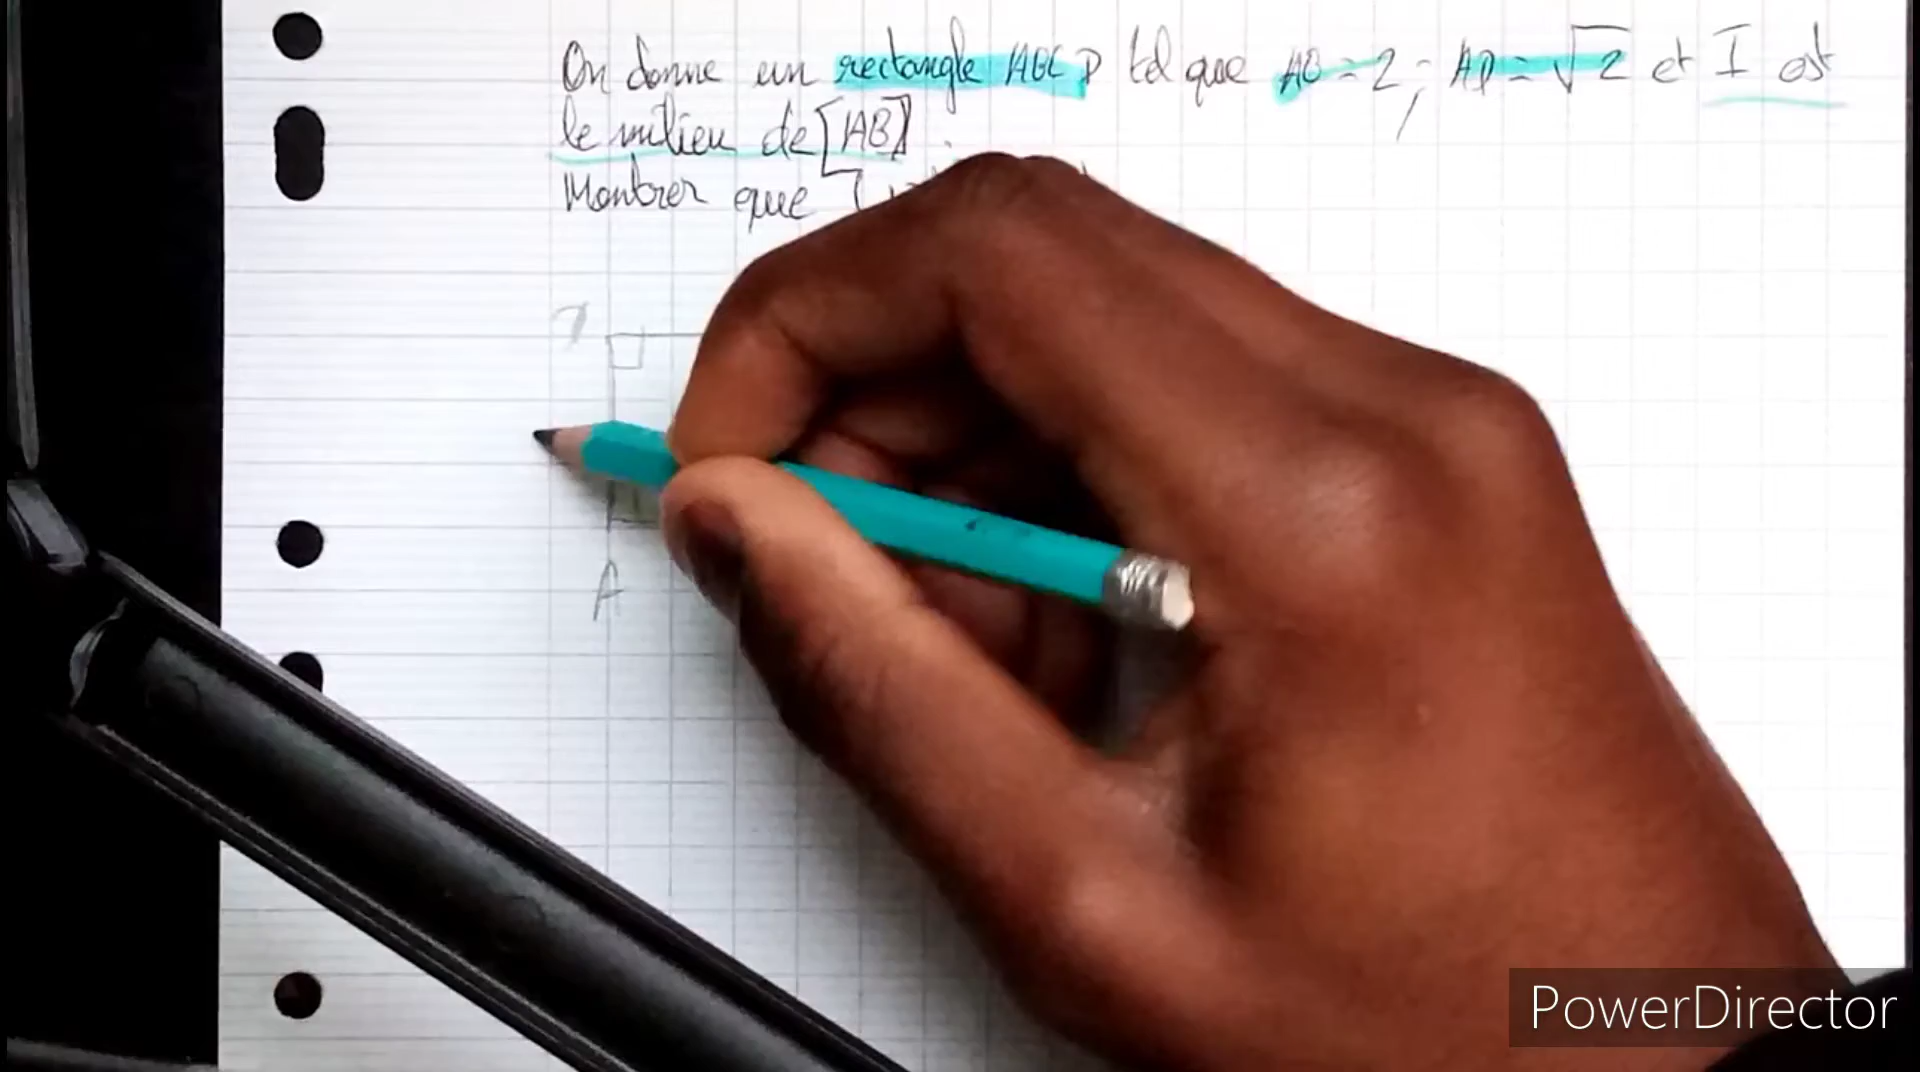 On donne un rectangle ABCD tel que AB = 2 ; AD = √2 et I est
le milieu de [AB].
Montrer que
A
PowerDirector